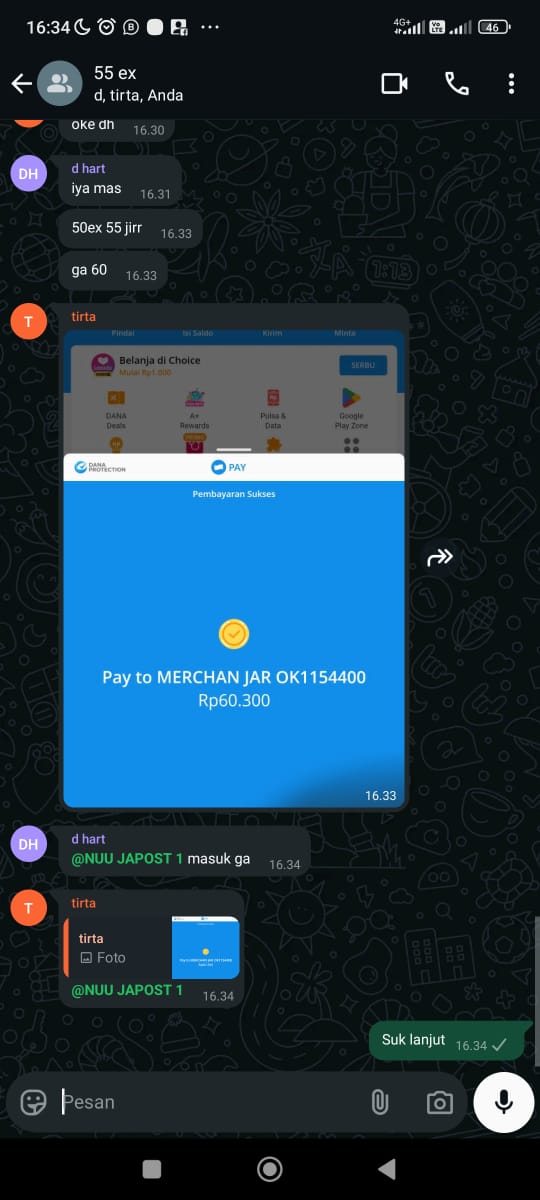 16:34
4G+
Vo LTE
46
55 ex
d, tirta, Anda
oke dh 16.30
DH
d hart
iya mas 16.31
50ex 55 jirr 16.33
ga 60 16.33
T
tirta
Pindai Isi Saldo Kirim Minta
Belanja di Choice
Mulai Rp1.000
SERBU
DANA Deals
A+ Rewards
Pulsa & Data
Google Play Zone
DANA PROTECTION
PAY
Pembayaran Sukses
Pay to MERCHAN JAR OK1154400
Rp60.300
16.33
DH
d hart
@NUU JAPOST 1 masuk ga 16.34
T
tirta
tirta
Foto
@NUU JAPOST 1 16.34
Suk lanjut 16.34
Pesan